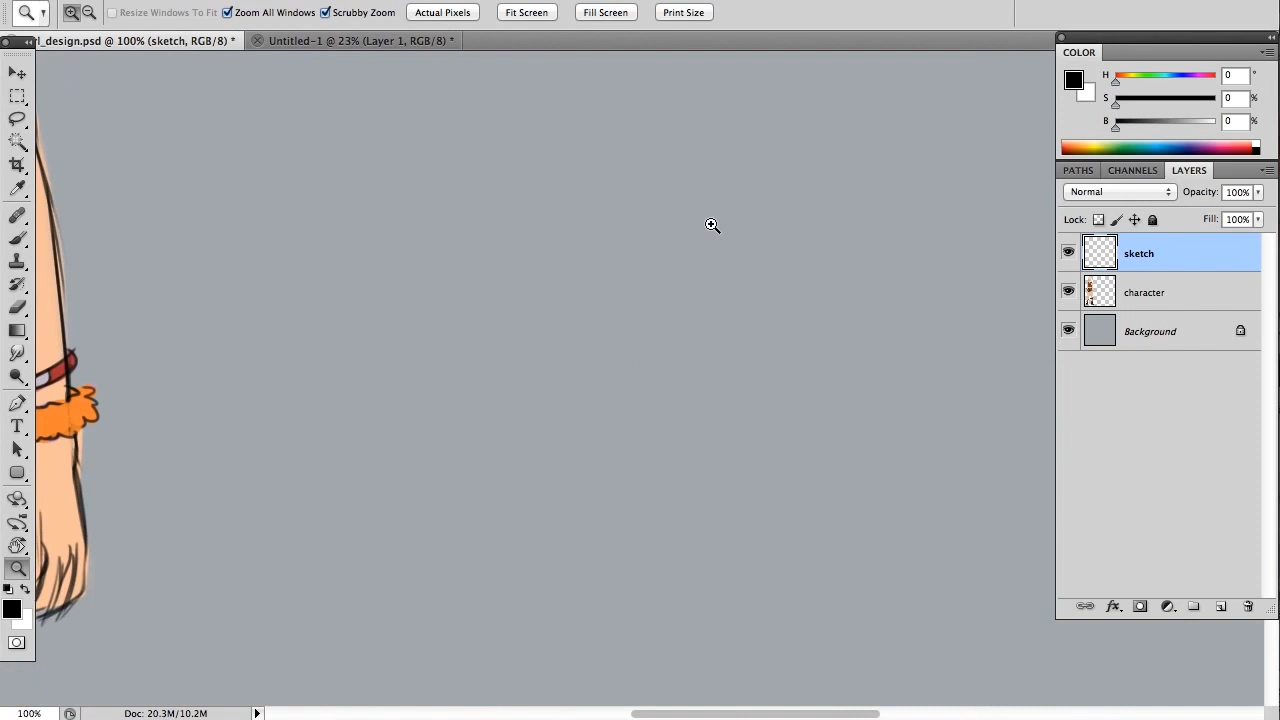 Resize Windows To Fit Zoom All Windows Scrubby Zoom Actual Pixels Fit Screen Fill Screen Print Size
rl_design.psd @ 100% (sketch, RGB/8) * Untitled-1 @ 23% (Layer 1, RGB/8) *
COLOR
H 0 °
S 0 %
B 0 %
PATHS CHANNELS LAYERS
Normal Opacity: 100%
Lock: Fill: 100%
sketch
character
Background
T
fx
100% Doc: 20.3M/10.2M